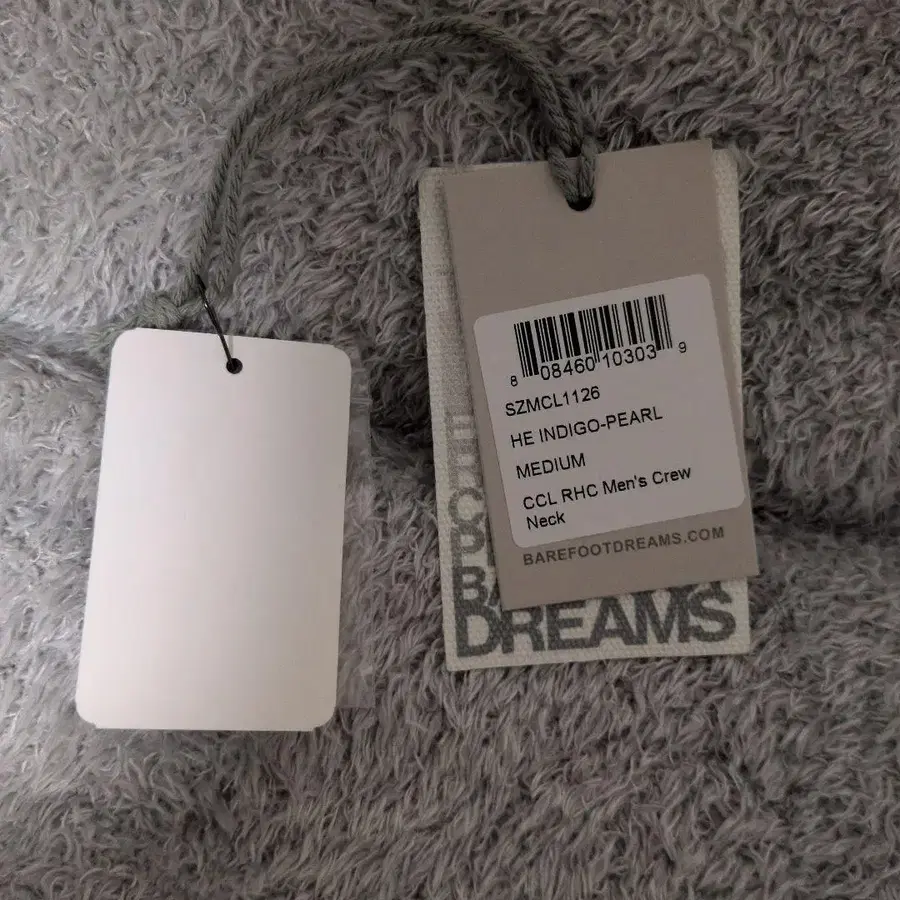 8 08460 10303 9
SZMCL1126
HE INDIGO-PEARL
MEDIUM
CCL RHC Men's Crew
Neck
BAREFOOTDREAMS.COM
DREAMS